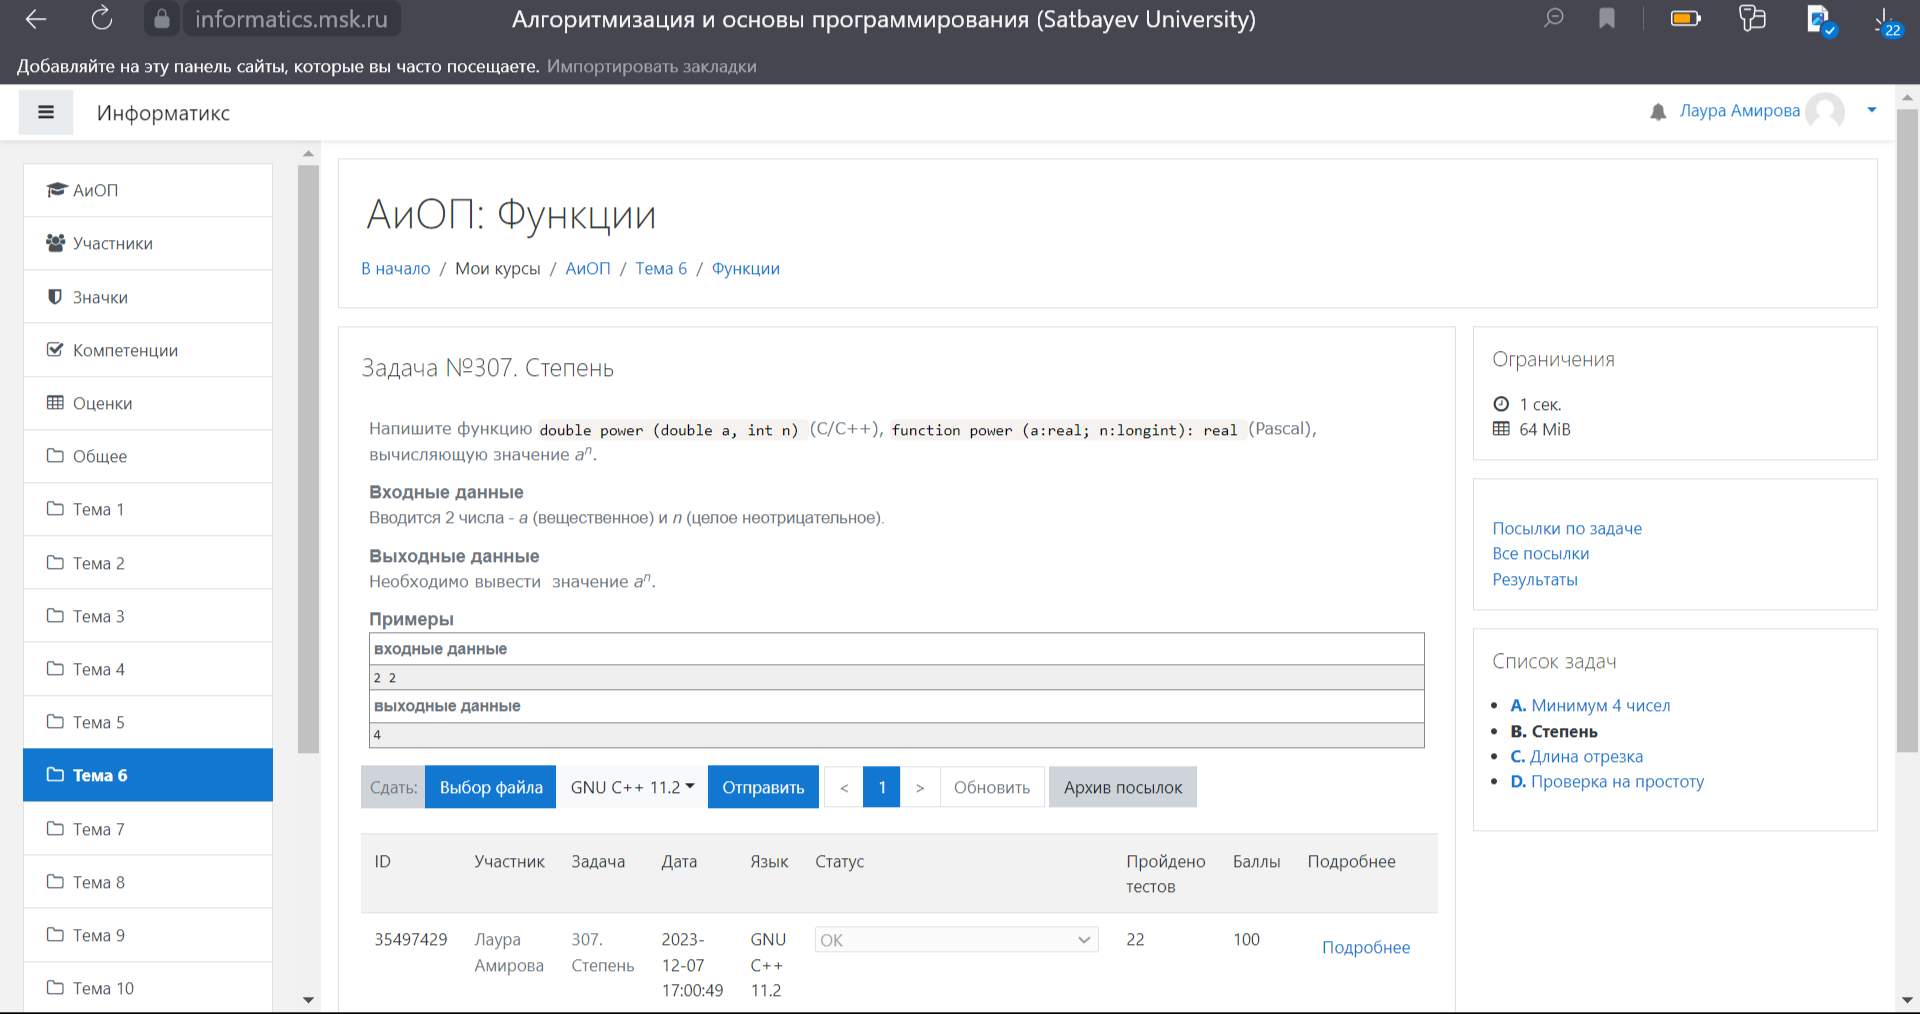 informatics.msk.ru
Алгоритмизация и основы программирования (Satbayev University)
22
Добавляйте на эту панель сайты, которые вы часто посещаете. Импортировать закладки
Информатикс
Лаура Амирова
АиОП
Участники
Значки
Компетенции
Оценки
Общее
Тема 1
Тема 2
Тема 3
Тема 4
Тема 5
Тема 6
Тема 7
Тема 8
Тема 9
Тема 10
АиОП: Функции
В начало / Мои курсы / АиОП / Тема 6 / Функции
Задача №307. Степень
Напишите функцию double power (double a, int n) (C/C++), function power (a:real; n:longint): real (Pascal),
вычисляющую значение aⁿ.
Входные данные
Вводится 2 числа - a (вещественное) и n (целое неотрицательное).
Выходные данные
Необходимо вывести значение aⁿ.
Примеры
входные данные
2 2
выходные данные
4
Сдать: Выбор файла GNU C++ 11.2 Отправить < 1 > Обновить Архив посылок
ID Участник Задача Дата Язык Статус Пройдено тестов Баллы Подробнее
35497429 Лаура Амирова 307. Степень 2023-12-07 17:00:49 GNU C++ 11.2 OK 22 100 Подробнее
Ограничения
1 сек.
64 MiB
Посылки по задаче
Все посылки
Результаты
Список задач
A. Минимум 4 чисел
B. Степень
C. Длина отрезка
D. Проверка на простоту